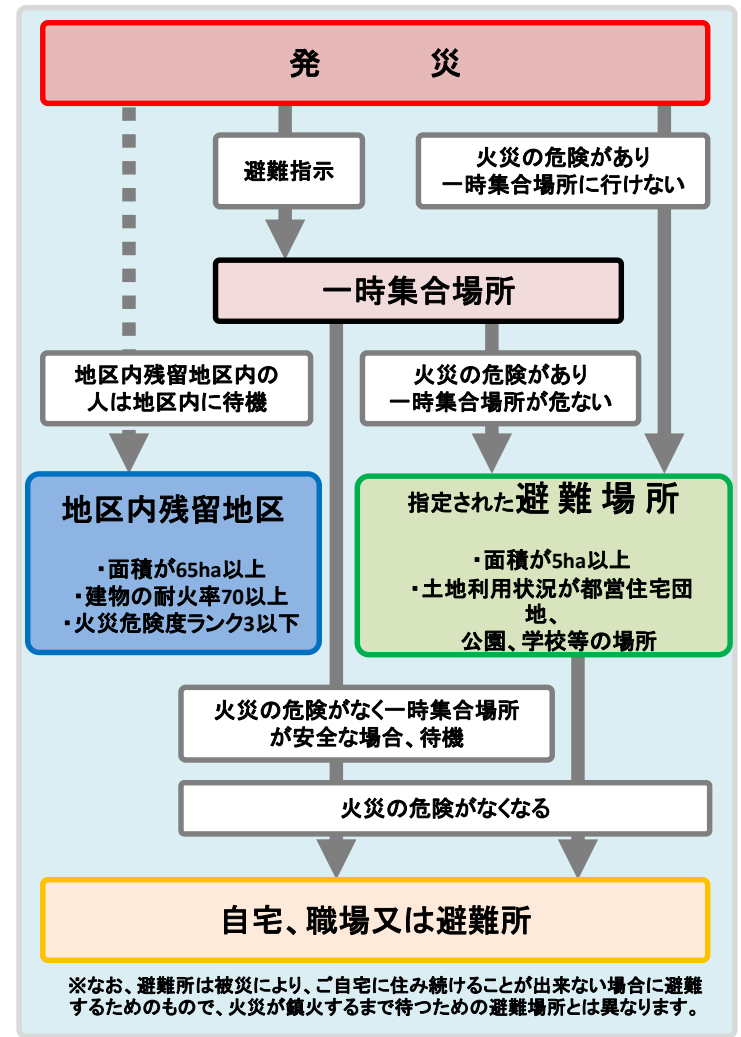 発　　　災
避難指示
火災の危険があり
一時集合場所に行けない
一時集合場所
地区内残留地区内の
人は地区内に待機
火災の危険があり
一時集合場所が危ない
地区内残留地区
・面積が65ha以上
・建物の耐火率70以上
・火災危険度ランク3以下
指定された避難場所
・面積が5ha以上
・土地利用状況が都営住宅団
地、
公園、学校等の場所
火災の危険がなく一時集合場所
が安全な場合、待機
火災の危険がなくなる
自宅、職場又は避難所
※なお、避難所は被災により、ご自宅に住み続けることが出来ない場合に避難
するためのもので、火災が鎮火するまで待つための避難場所とは異なります。